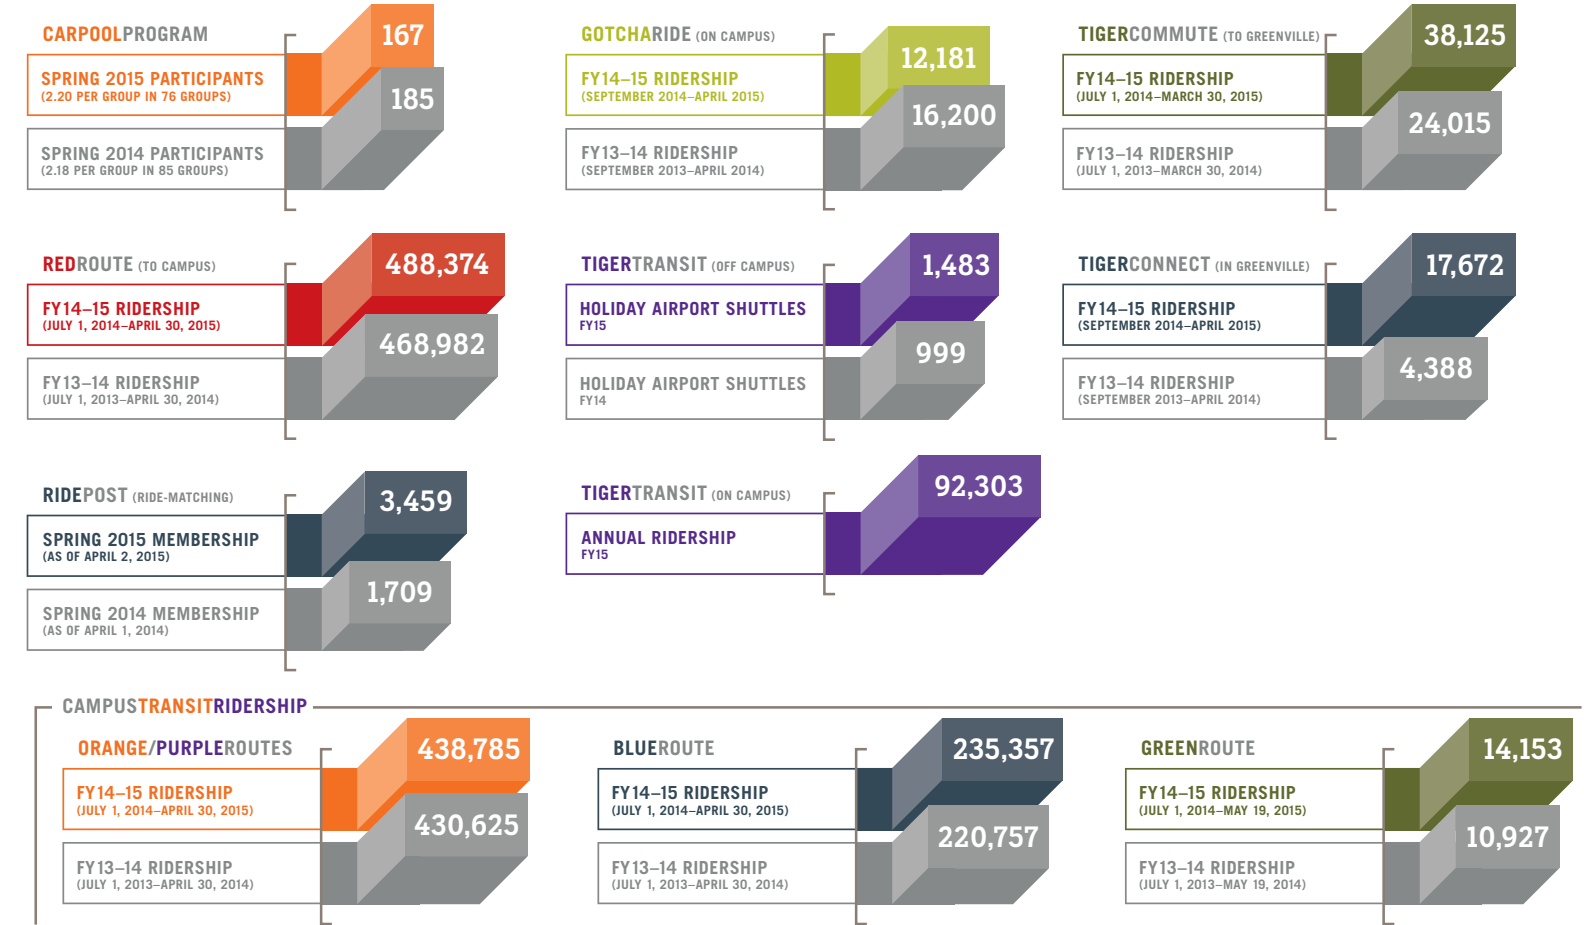 CARPOOLPROGRAM
167
SPRING 2015 PARTICIPANTS
(2.20 PER GROUP IN 76 GROUPS)
185
SPRING 2014 PARTICIPANTS
(2.18 PER GROUP IN 85 GROUPS)
GOTCHARIDE (ON CAMPUS)
12,181
FY14–15 RIDERSHIP
(SEPTEMBER 2014–APRIL 2015)
16,200
FY13–14 RIDERSHIP
(SEPTEMBER 2013–APRIL 2014)
TIGERCOMMUTE (TO GREENVILLE)
38,125
FY14–15 RIDERSHIP
(JULY 1, 2014–MARCH 30, 2015)
24,015
FY13–14 RIDERSHIP
(JULY 1, 2013–MARCH 30, 2014)
REDROUTE (TO CAMPUS)
488,374
FY14–15 RIDERSHIP
(JULY 1, 2014–APRIL 30, 2015)
468,982
FY13–14 RIDERSHIP
(JULY 1, 2013–APRIL 30, 2014)
TIGERTRANSIT (OFF CAMPUS)
1,483
HOLIDAY AIRPORT SHUTTLES
FY15
999
HOLIDAY AIRPORT SHUTTLES
FY14
TIGERCONNECT (IN GREENVILLE)
17,672
FY14–15 RIDERSHIP
(SEPTEMBER 2014–APRIL 2015)
4,388
FY13–14 RIDERSHIP
(SEPTEMBER 2013–APRIL 2014)
RIDEPOST (RIDE-MATCHING)
3,459
SPRING 2015 MEMBERSHIP
(AS OF APRIL 2, 2015)
1,709
SPRING 2014 MEMBERSHIP
(AS OF APRIL 1, 2014)
TIGERTRANSIT (ON CAMPUS)
92,303
ANNUAL RIDERSHIP
FY15
CAMPUSTRANSITRIDERSHIP
ORANGE/PURPLEROUTES
438,785
FY14–15 RIDERSHIP
(JULY 1, 2014–APRIL 30, 2015)
430,625
FY13–14 RIDERSHIP
(JULY 1, 2013–APRIL 30, 2014)
BLUEROUTE
235,357
FY14–15 RIDERSHIP
(JULY 1, 2014–APRIL 30, 2015)
220,757
FY13–14 RIDERSHIP
(JULY 1, 2013–APRIL 30, 2014)
GREENROUTE
14,153
FY14–15 RIDERSHIP
(JULY 1, 2014–MAY 19, 2015)
10,927
FY13–14 RIDERSHIP
(JULY 1, 2013–MAY 19, 2014)